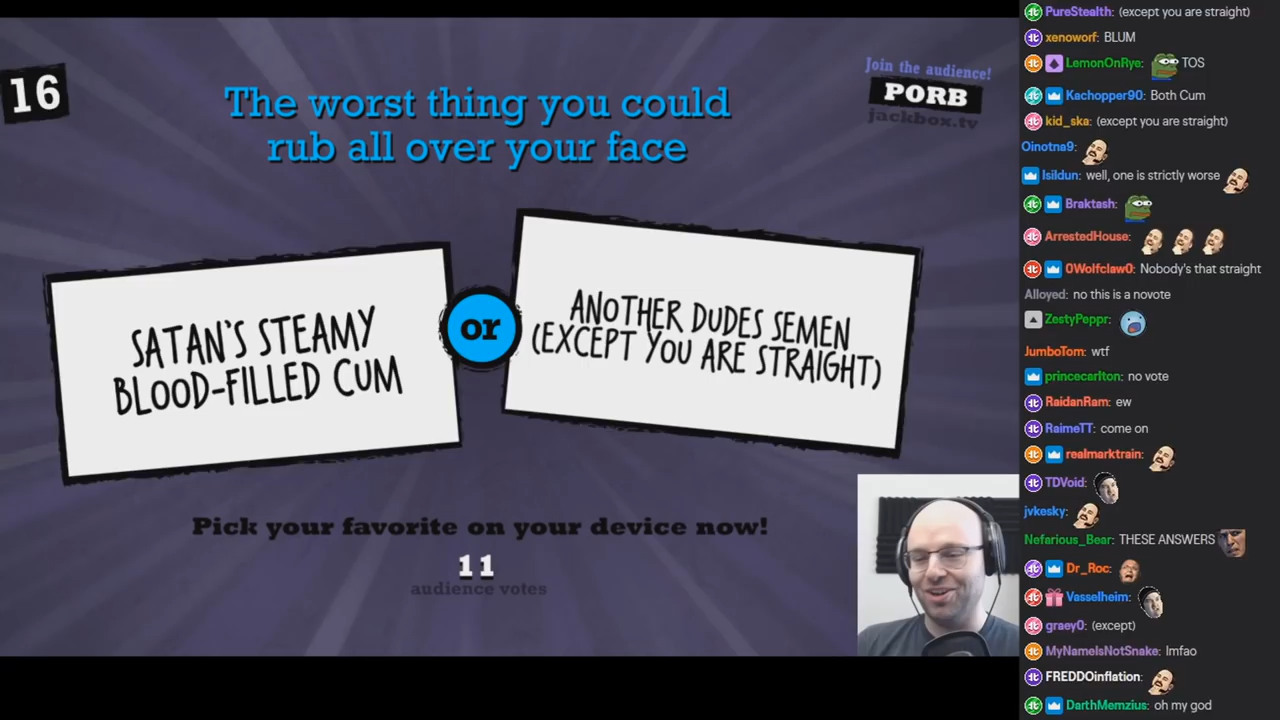 16
The worst thing you could
rub all over your face
Join the audience!
PORB
jackbox.tv
SATAN'S STEAMY
BLOOD-FILLED CUM
or
ANOTHER DUDES SEMEN
(EXCEPT YOU ARE STRAIGHT)
Pick your favorite on your device now!
11
audience votes
PureStealth: (except you are straight)
xenoworf: BLUM
LemonOnRye: TOS
Kachopper90: Both Cum
kid_ska: (except you are straight)
Oinotna9:
Isildun: well, one is strictly worse
Braktash:
ArrestedHouse:
0Wolfclaw0: Nobody's that straight
Alloyed: no this is a novote
ZestyPeppr:
JumboTom: wtf
princecarlton: no vote
RaidanRam: ew
RaimeTT: come on
realmarktrain:
TDVoid:
jvkesky:
Nefarious_Bear: THESE ANSWERS
Dr_Roc:
Vasselheim:
graey0: (except)
MyNameIsNotSnake: lmfao
FREDDOinflation:
DarthMemzius: oh my god